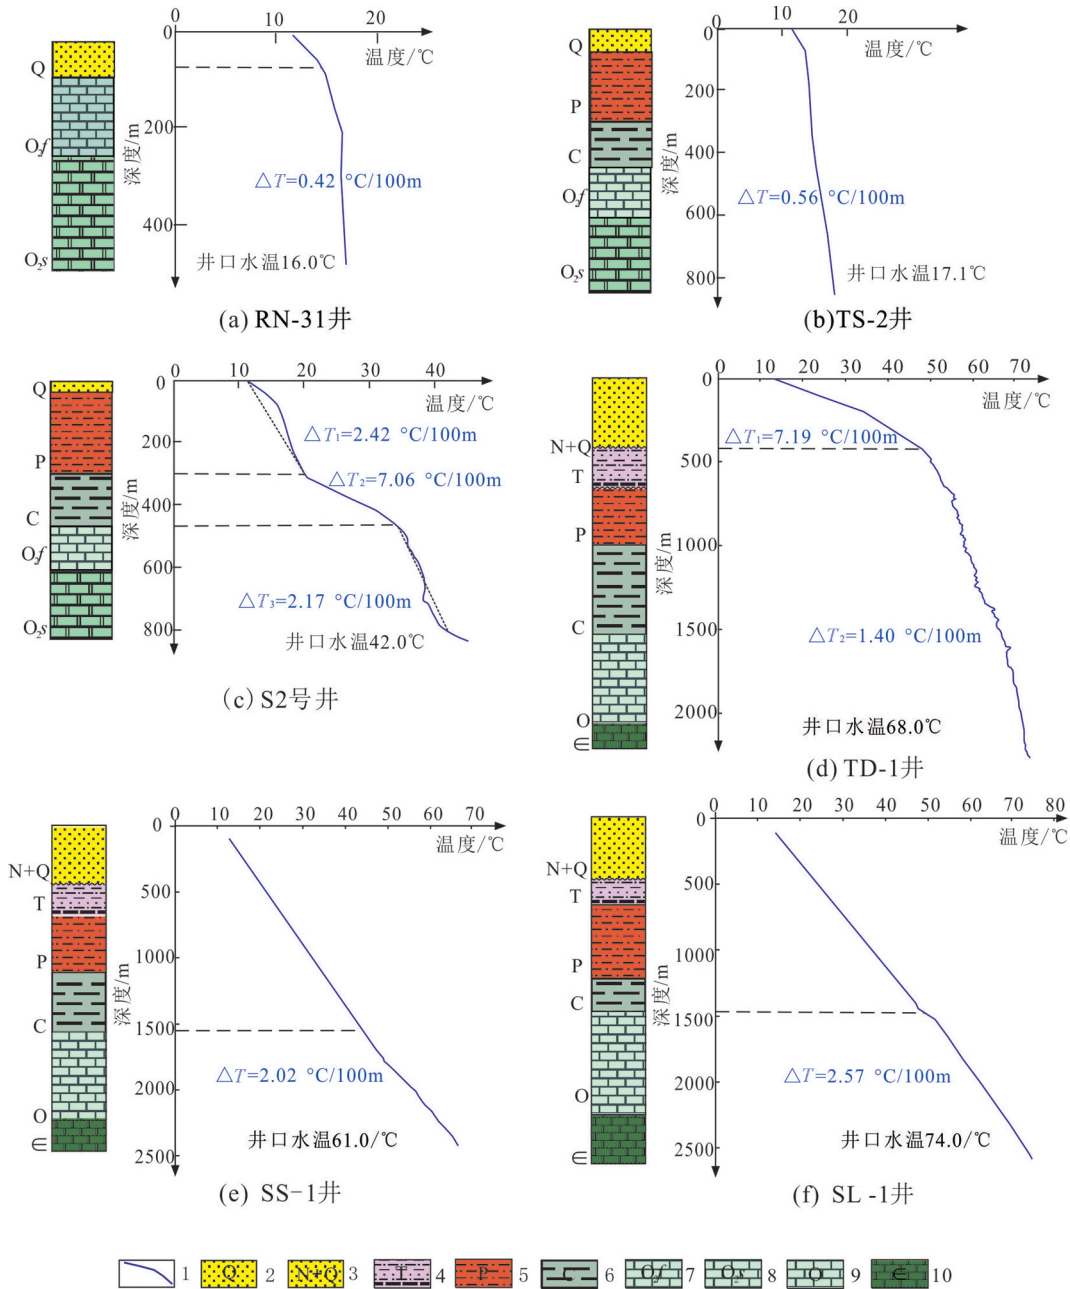 0 10 20
温度/℃
0
200
400
深度/m
Q
O₂f
O₂s
△T=0.42 °C/100m
井口水温16.0℃
(a) RN-31井
0 10 20
温度/℃
0
200
400
600
800
深度/m
Q
P
C
O₂f
O₂s
△T=0.56 °C/100m
井口水温17.1℃
(b)TS-2井
0 10 20 30 40
温度/℃
0
200
400
600
800
深度/m
Q
P
C
O₂f
O₂s
△T₁=2.42 °C/100m
△T₂=7.06 °C/100m
△T₃=2.17 °C/100m
井口水温42.0℃
(c) S2号井
0 10 20 30 40 50 60 70
温度/℃
0
500
1000
1500
2000
深度/m
N+Q
T
P
C
O
∈
△T₁=7.19 °C/100m
△T₂=1.40 °C/100m
井口水温68.0℃
(d) TD-1井
0 10 20 30 40 50 60 70
温度/℃
0
500
1000
1500
2000
2500
深度/m
N+Q
T
P
C
O
∈
△T=2.02 °C/100m
井口水温61.0/℃
(e) SS-1井
0 10 20 30 40 50 60 70 80
温度/℃
0
500
1000
1500
2000
2500
深度/m
N+Q
T
P
C
O
∈
△T=2.57 °C/100m
井口水温74.0/℃
(f) SL -1井
1 Q 2 N+Q 3 T 4 P 5 C 6 O₂f 7 O₂s 8 O 9 ∈ 10